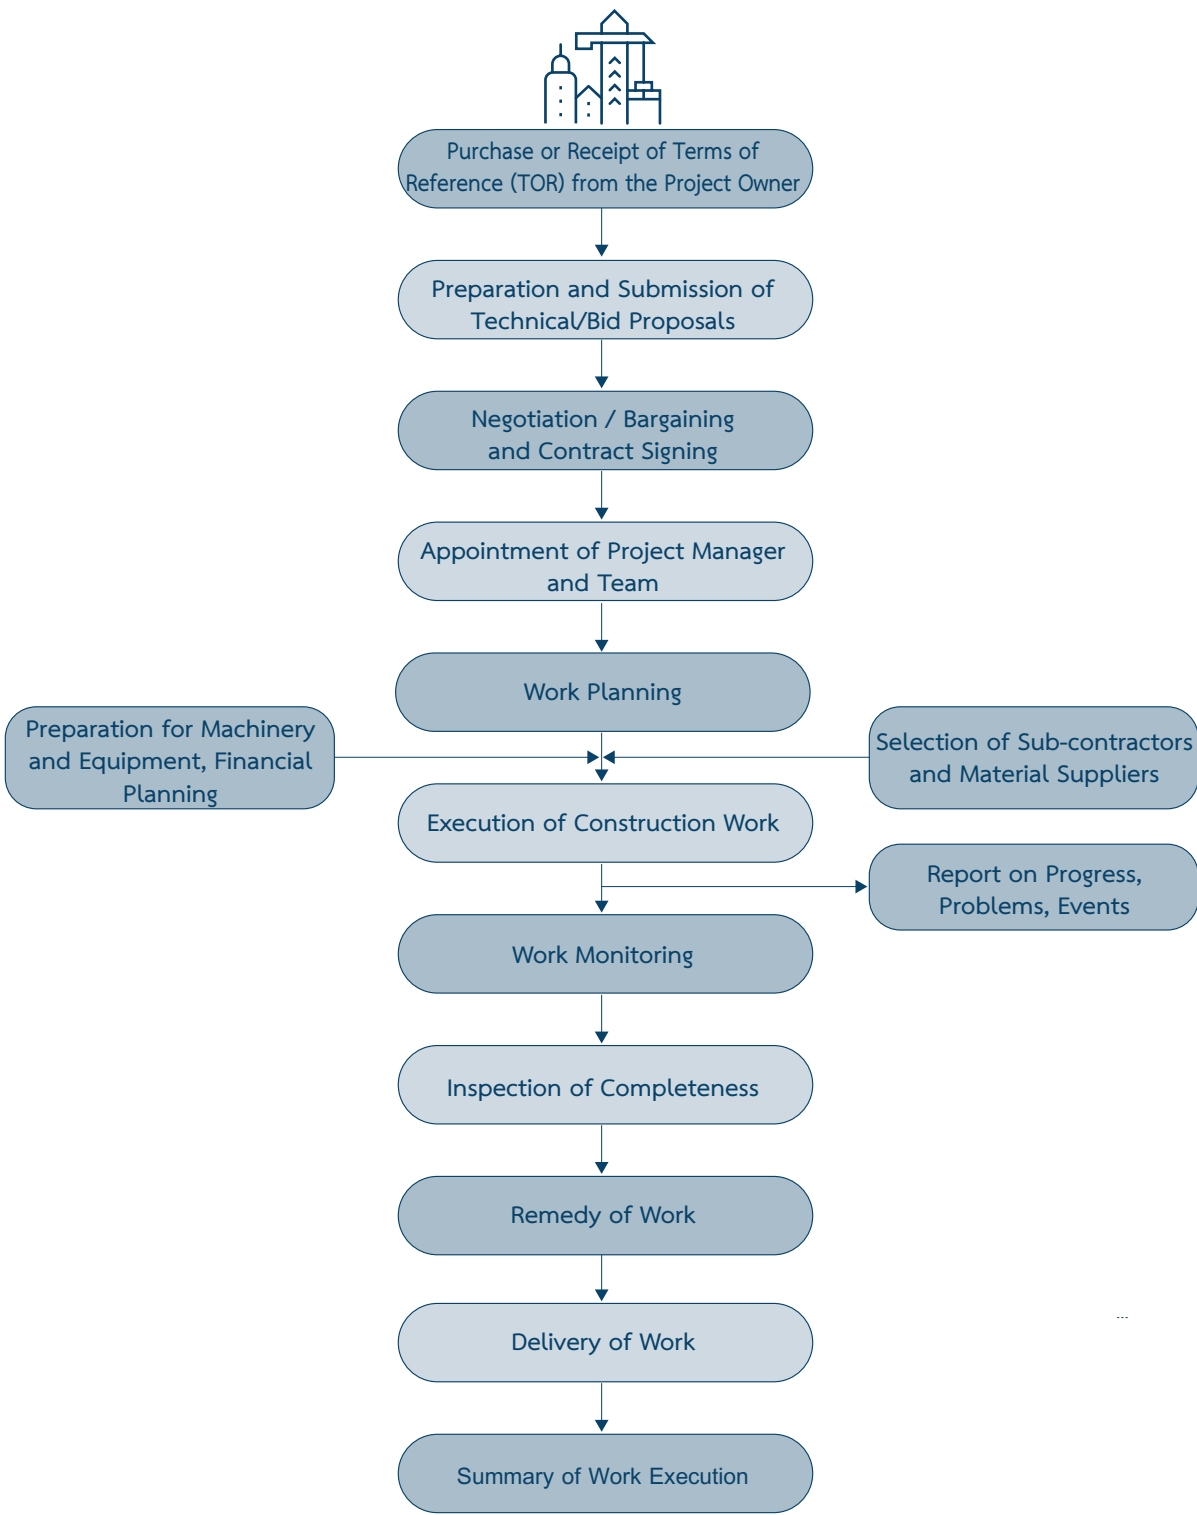 Purchase or Receipt of Terms of
Reference (TOR) from the Project Owner
Preparation and Submission of
Technical/Bid Proposals
Negotiation / Bargaining
and Contract Signing
Appointment of Project Manager
and Team
Work Planning
Preparation for Machinery
and Equipment, Financial
Planning
Selection of Sub-contractors
and Material Suppliers
Execution of Construction Work
Report on Progress,
Problems, Events
Work Monitoring
Inspection of Completeness
Remedy of Work
Delivery of Work
...
Summary of Work Execution